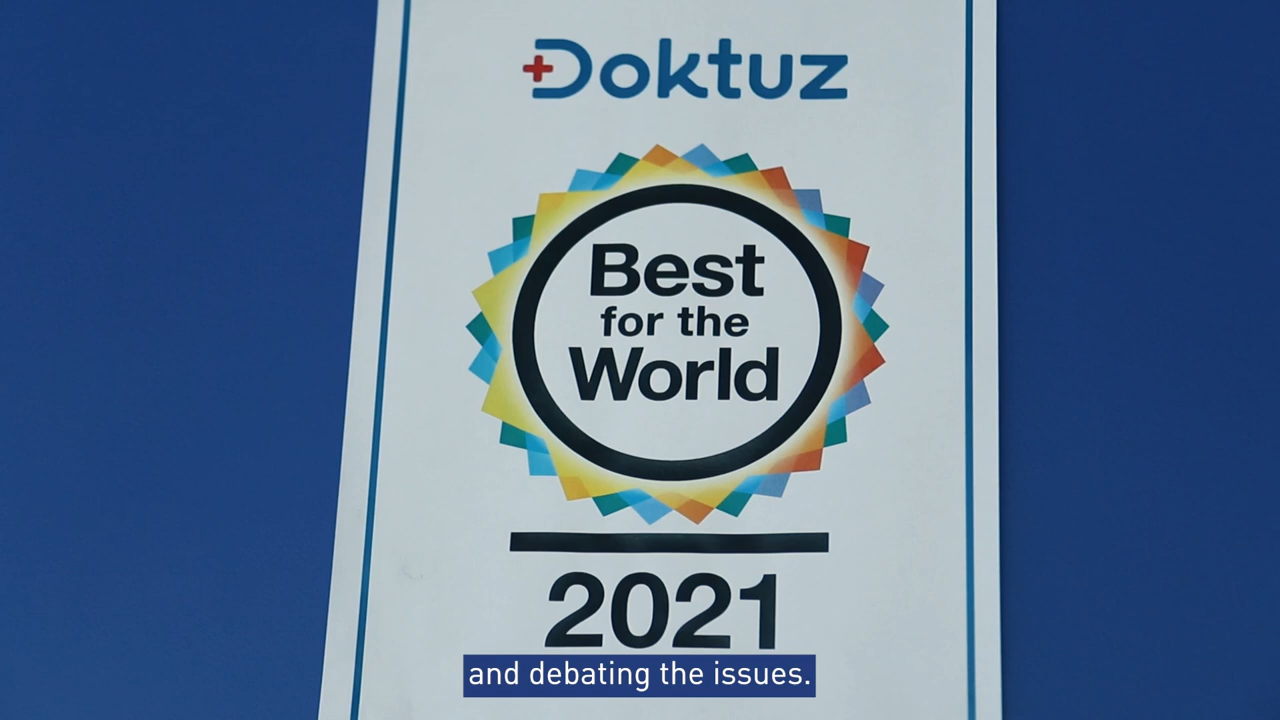 Doktuz
Best
for the
World
2021
and debating the issues.